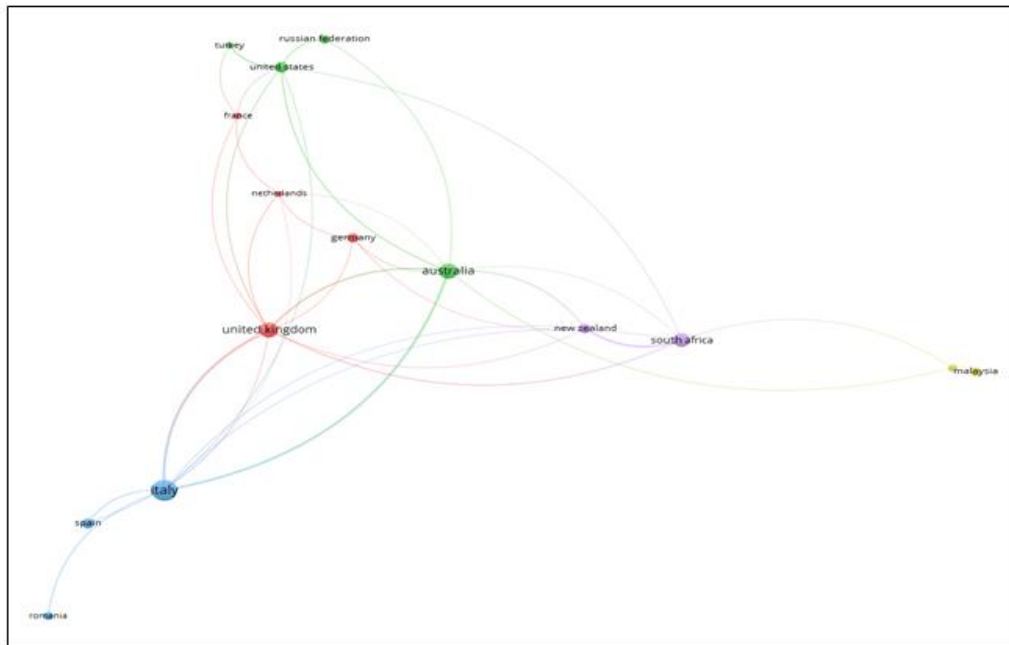 russian federation
turkey
united states
france
netherlands
germany
australia
united kingdom
new zealand
south africa
malaysia
italy
spain
romania